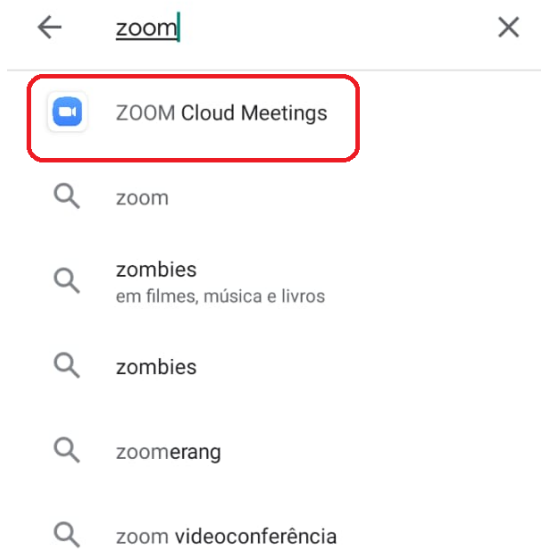 zoom
ZOOM Cloud Meetings
zoom
zombies
em filmes, música e livros
zombies
zoomerang
zoom videoconferência